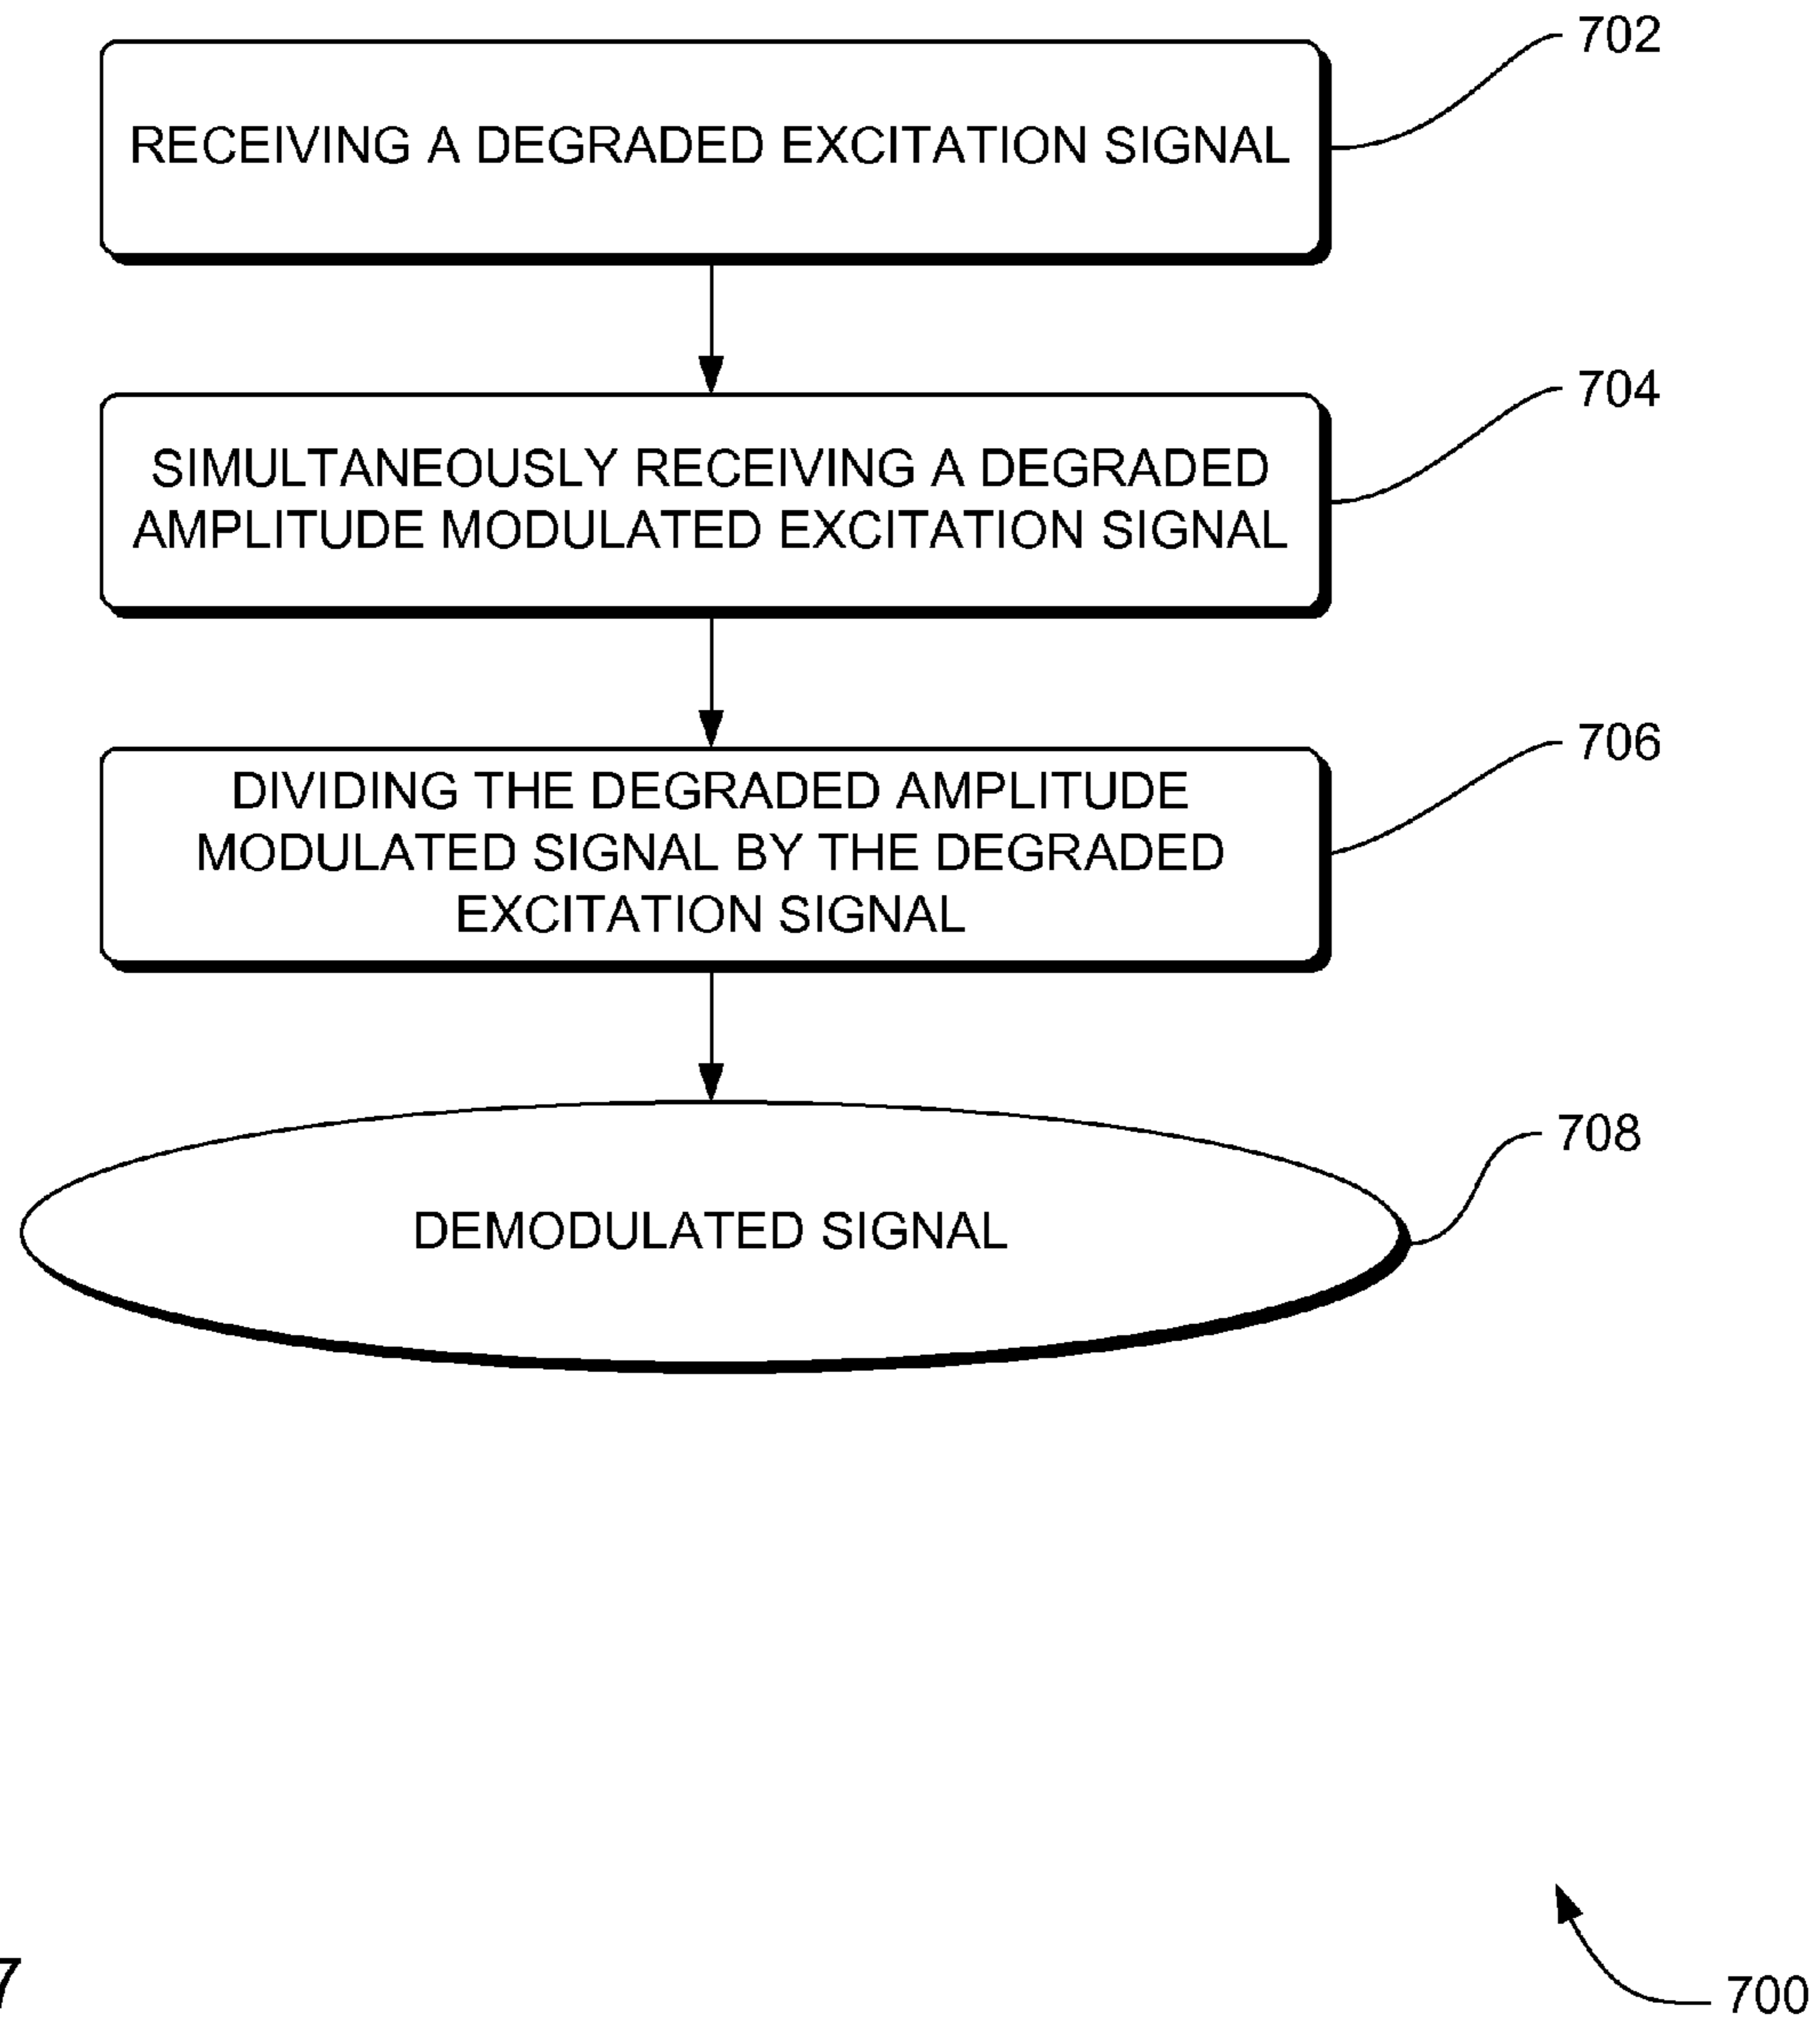 702
RECEIVING A DEGRADED EXCITATION SIGNAL
704
SIMULTANEOUSLY RECEIVING A DEGRADED
AMPLITUDE MODULATED EXCITATION SIGNAL
706
DIVIDING THE DEGRADED AMPLITUDE
MODULATED SIGNAL BY THE DEGRADED
EXCITATION SIGNAL
708
DEMODULATED SIGNAL
7
700